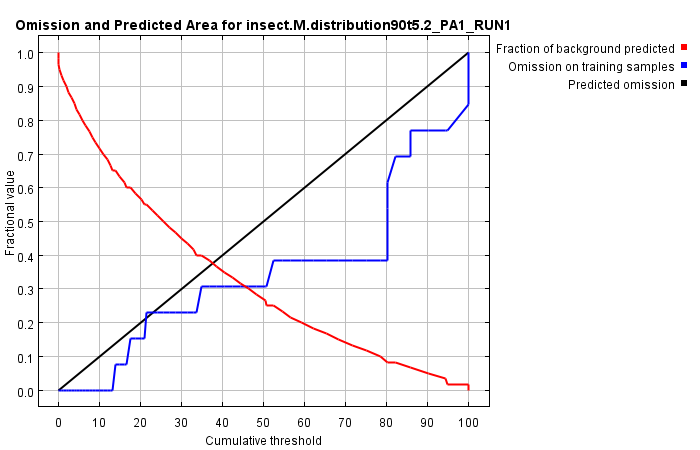 Omission and Predicted Area for insect.M.distribution90t5.2_PA1_RUN1
Fraction of background predicted
Omission on training samples
Predicted omission
Fractional value
1.0
0.9
0.8
0.7
0.6
0.5
0.4
0.3
0.2
0.1
0.0
0 10 20 30 40 50 60 70 80 90 100
Cumulative threshold